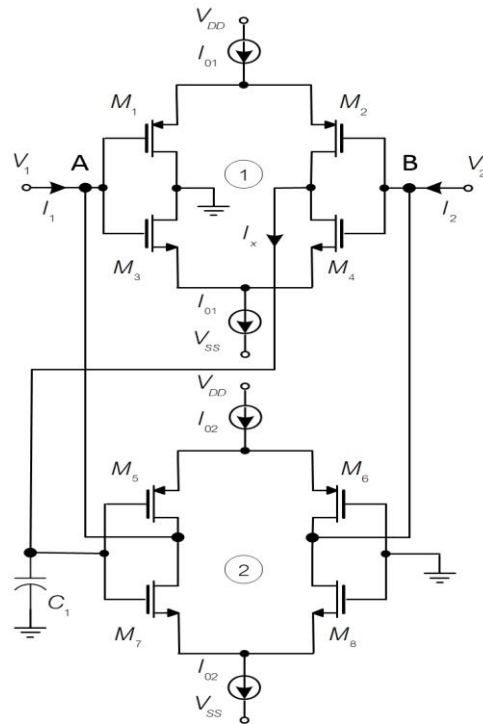 V_DD
I_01
M_1 M_2
V_1 A 1 B V_2
I_1 I_x I_2
M_3 M_4
I_01
V_SS
V_DD
I_02
M_5 M_6
2
C_1
M_7 M_8
I_02
V_SS